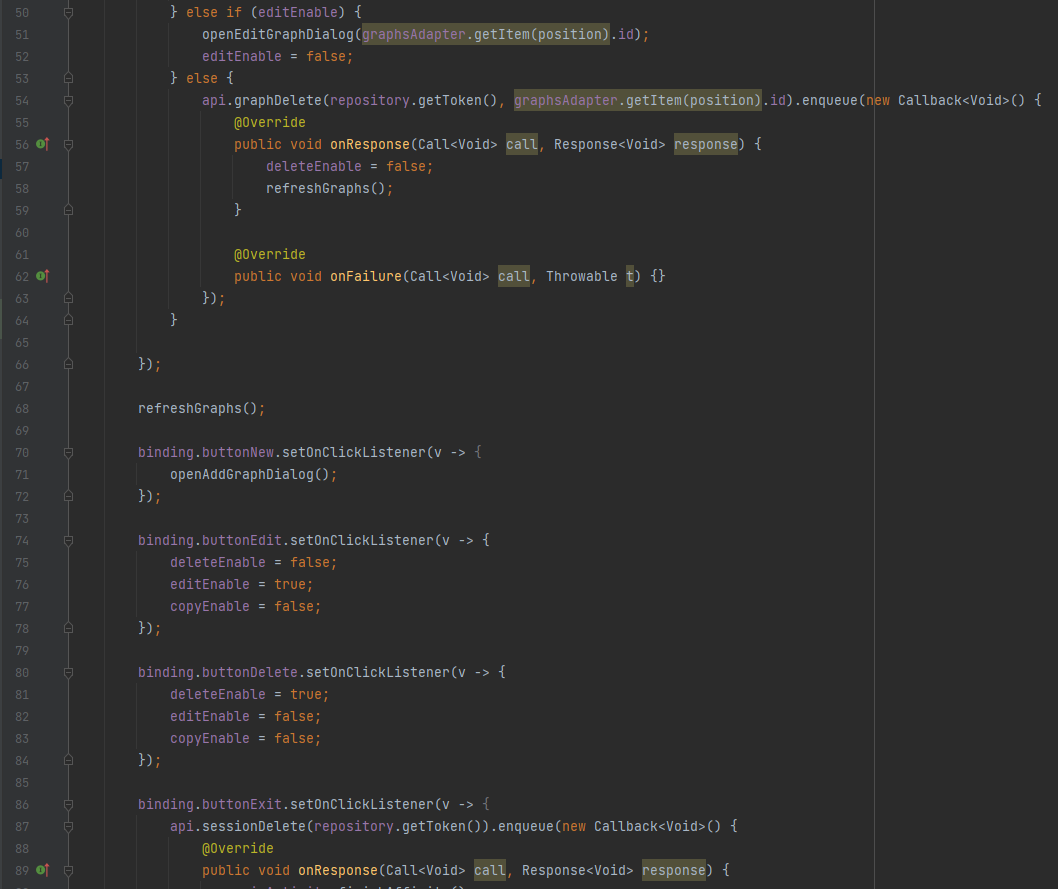 50 } else if (editEnable) {
51 openEditGraphDialog(graphsAdapter.getItem(position).id);
52 editEnable = false;
53 } else {
54 api.graphDelete(repository.getToken(), graphsAdapter.getItem(position).id).enqueue(new Callback<Void>() {
55 @Override
56 public void onResponse(Call<Void> call, Response<Void> response) {
57 deleteEnable = false;
58 refreshGraphs();
59 }
60
61 @Override
62 public void onFailure(Call<Void> call, Throwable t) {}
63 });
64 }
65
66 });
67
68 refreshGraphs();
69
70 binding.buttonNew.setOnClickListener(v -> {
71 openAddGraphDialog();
72 });
73
74 binding.buttonEdit.setOnClickListener(v -> {
75 deleteEnable = false;
76 editEnable = true;
77 copyEnable = false;
78 });
79
80 binding.buttonDelete.setOnClickListener(v -> {
81 deleteEnable = true;
82 editEnable = false;
83 copyEnable = false;
84 });
85
86 binding.buttonExit.setOnClickListener(v -> {
87 api.sessionDelete(repository.getToken()).enqueue(new Callback<Void>() {
88 @Override
89 public void onResponse(Call<Void> call, Response<Void> response) {